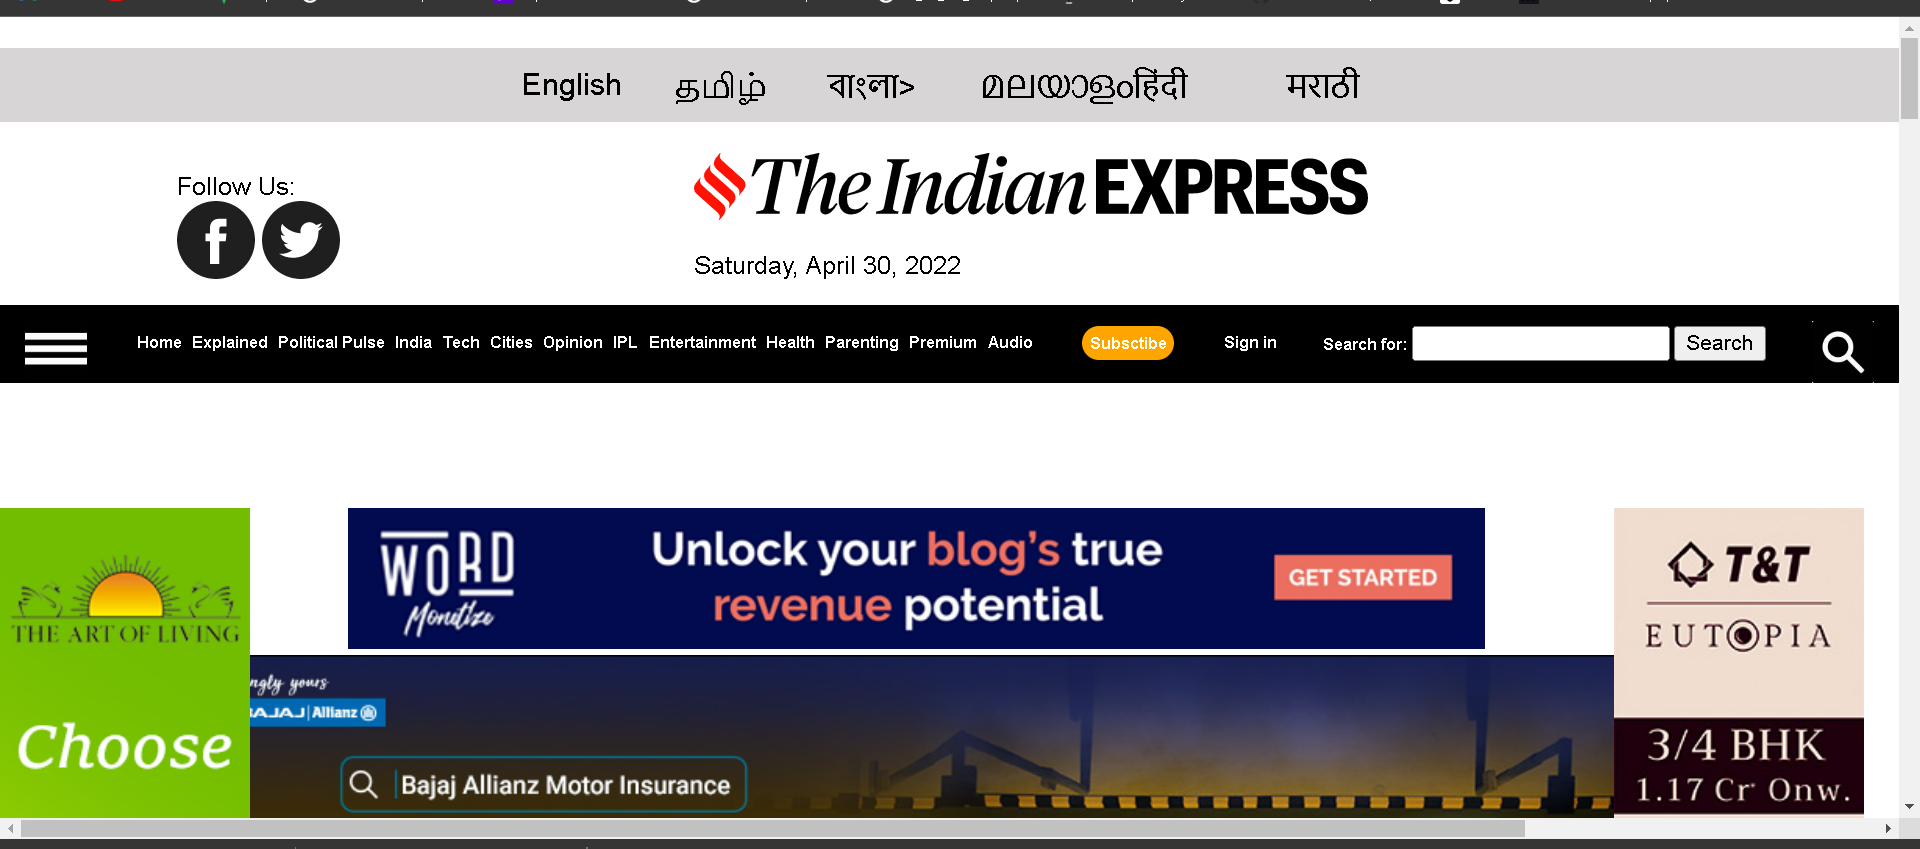 English தமிழ் বাংলা> മലയാളംहिंदी मराठी
Follow Us:
The Indian EXPRESS
Saturday, April 30, 2022
Home Explained Political Pulse India Tech Cities Opinion IPL Entertainment Health Parenting Premium Audio Subsctibe Sign in Search for: Search
WORD
Monetize
Unlock your blog's true
revenue potential
GET STARTED
THE ART OF LIVING
Choose
ngly yours
BAJAJ | Allianz
Bajaj Allianz Motor Insurance
T&T
EUTOPIA
3/4 BHK
1.17 Cr Onw.